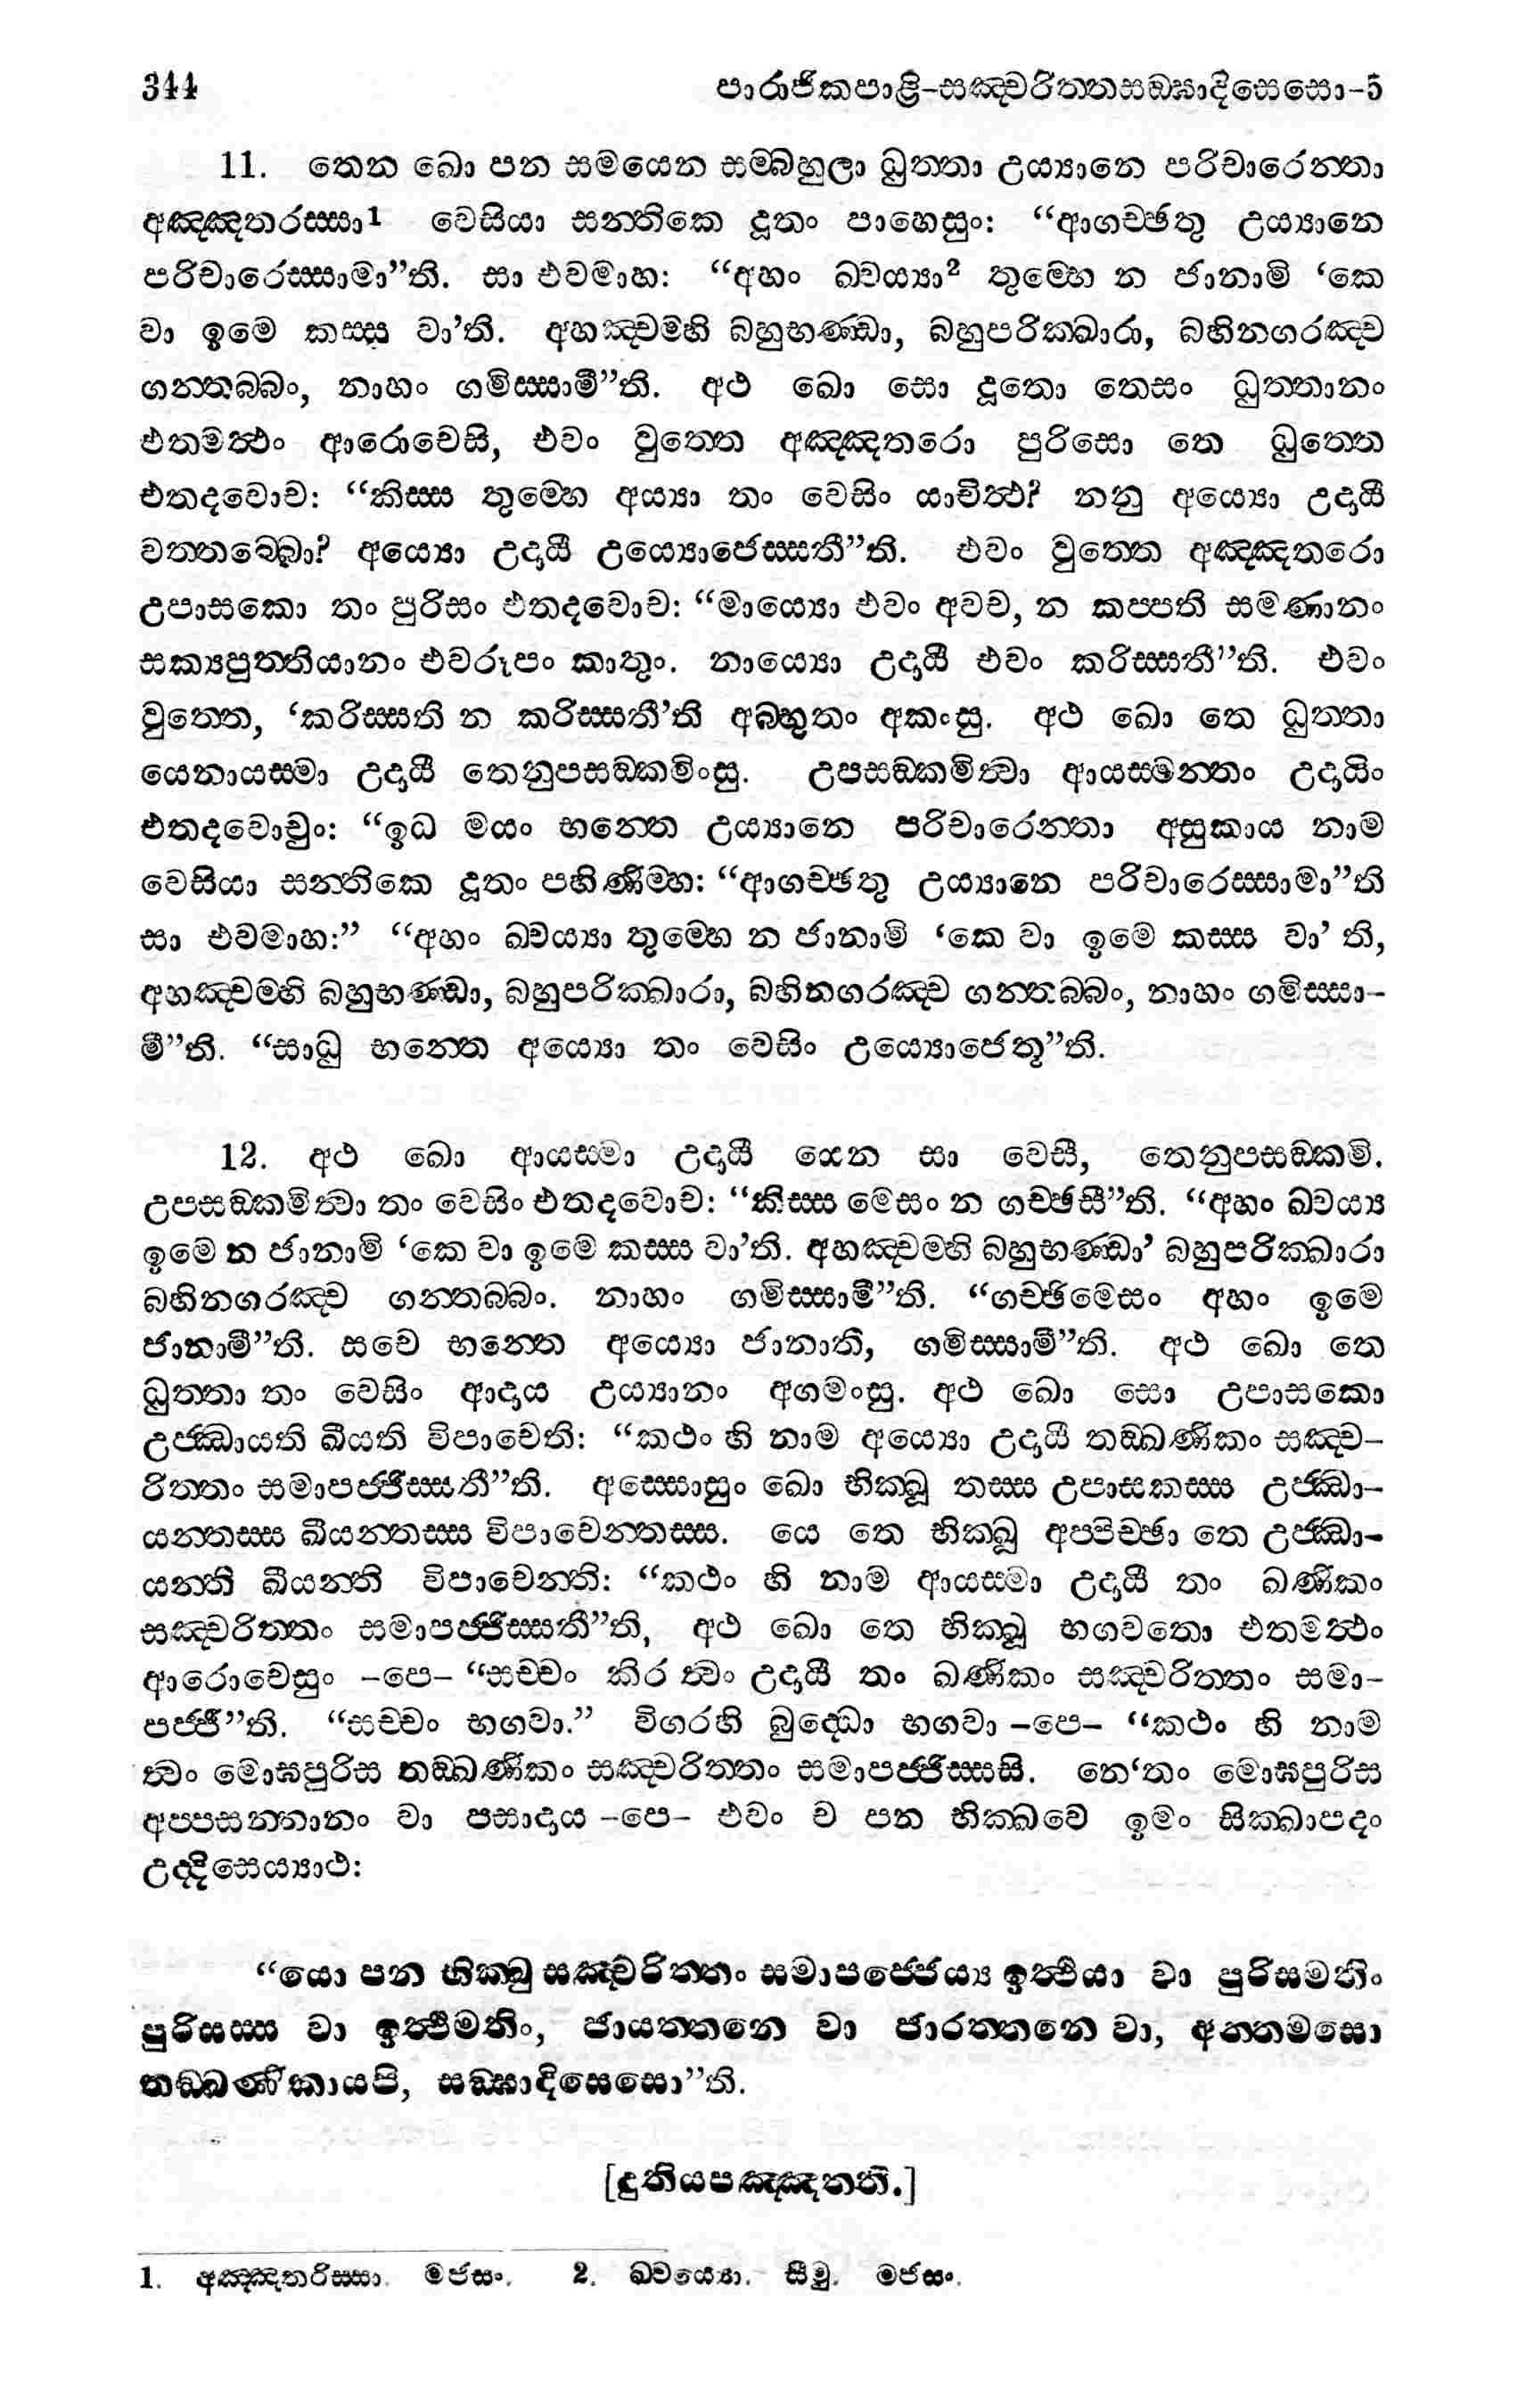 344 පාරාජිකපාළි–සඤ්චරිත්තසඞ්ඝාදිසෙසො–5
11. තෙන ඛො පන සමයෙන සම්බහුලා ධුත්තා උය්‍යානෙ පරිචාරෙන්තා
අඤ්ඤතරස්සා1 වෙසියා සන්තිකෙ දූතං පාහෙසුං: “ආගච්ඡතු උය්‍යානෙ
පරිචාරෙස්සාමා”ති. සා එවමාහ: “අහං ඛ්වය්‍යා2 තුම්හෙ න ජානාමි ‘කෙ
වා ඉමෙ කස්ස වා’ති. අහඤ්චම්හි බහුභණ්ඩා, බහුපරික්ඛාරා, බහිනගරඤ්ච
ගන්තබ්බං, නාහං ගමිස්සාමී”ති. අථ ඛො සො දූතො තෙසං ධුත්තානං
එතමත්‍ථං ආරොචෙසි, එවං වුත්තෙ අඤ්ඤතරො පුරිසො තෙ ධුත්තෙ
එතදවොච: “කිස්ස තුම්හෙ අය්‍යා තං වෙසිං යාචිත්‍ථ? නනු අය්‍යො උදායී
වත්තබ්බො? අය්‍යො උදායී උය්‍යොජෙස්සතී”ති. එවං වුත්තෙ අඤ්ඤතරො
උපාසකො තං පුරිසං එතදවොච: “මාය්‍යො එවං අවච, න කප්පති සමණානං
සක්‍යපුත්තියානං එවරූපං කාතුං. නාය්‍යො උදායී එවං කරිස්සතී”ති. එවං
වුත්තෙ, ‘කරිස්සති න කරිස්සතී’ති අබ්භුතං අකංසු. අථ ඛො තෙ ධුත්තා
යෙනායස්මා උදායී තෙනුපසඞ්කමිංසු. උපසඞ්කමිත්‍වා ආයස්මන්තං උදායිං
එතදවොචුං: “ඉධ මයං භන්තෙ උය්‍යානෙ පරිචාරෙන්තා අසුකාය නාම
වෙසියා සන්තිකෙ දූතං පහිණිම්හ: “ආගච්ඡතු උය්‍යානෙ පරිචාරෙස්සාමා”ති
සා එවමාහ:” “අහං ඛ්වය්‍යා තුම්හෙ න ජානාමි ‘කෙ වා ඉමෙ කස්ස වා’ ති,
අහඤ්චම්හි බහුභණ්ඩා, බහුපරික්ඛාරා, බහිනගරඤ්ච ගන්තබ්බං, නාහං ගමිස්සා–
මී”ති. “සාධු භන්තෙ අය්‍යො තං වෙසිං උය්‍යොජෙතූ”ති.
12. අථ ඛො ආයස්මා උදායී යෙන සා වෙසී, තෙනුපසඞ්කමි.
උපසඞ්කමිත්‍වා තං වෙසිං එතදවොච: “කිස්ස මෙසං න ගච්ඡසී”ති. “අහං ඛ්වය්‍ය
ඉමෙ න ජානාමි ‘කෙ වා ඉමෙ කස්ස වා’ති. අහඤ්චම්හි බහුභණ්ඩා’ බහුපරික්ඛාරා
බහිනගරඤ්ච ගන්තබ්බං. නාහං ගමිස්සාමී”ති. “ගච්ඡිමෙසං අහං ඉමෙ
ජානාමී”ති. සචෙ භන්තෙ අය්‍යො ජානාති, ගමිස්සාමී”ති. අථ ඛො තෙ
ධුත්තා තං වෙසිං ආදාය උය්‍යානං අගමංසු. අථ ඛො සො උපාසකො
උජ්ඣායති ඛීයති විපාචෙති: “කථං හි නාම අය්‍යො උදායී තඞ්ඛණිකං සඤ්ච–
රිත්තං සමාපජ්ජිස්සතී”ති. අස්සොසුං ඛො භික්ඛූ තස්ස උපාසකස්ස උජ්ඣා–
යන්තස්ස ඛීයන්තස්ස විපාචෙන්තස්ස. යෙ තෙ භික්ඛූ අප්පිච්ඡා තෙ උජ්ඣා–
යන්ති ඛීයන්ති විපාචෙන්ති: “කථං හි නාම ආයස්මා උදායී තං ඛණිකං
සඤ්චරිත්තං සමාපජ්ජිස්සතී”ති, අථ ඛො තෙ භික්ඛූ භගවතො එතමත්‍ථං
ආරොචෙසුං –පෙ– “සච්චං කිර ත්‍වං උදායී තං ඛණිකං සඤ්චරිත්තං සමා–
පජ්ජී”ති. “සච්චං භගවා.” විගරහි බුද්ධො භගවා –පෙ– “කථං හි නාම
ත්‍වං මොඝපුරිස තඞ්ඛණිකං සඤ්චරිත්තං සමාපජ්ජිස්සසි. නෙ‘තං මොඝපුරිස
අප්පසන්නානං වා පසාදාය –පෙ– එවං ච පන භික්ඛවෙ ඉමං සික්ඛාපදං
උද්දිසෙය්‍යාථ:
“යො පන භික්ඛු සඤ්චරිත්තං සමාපජ්ජෙය්‍ය ඉත්‍ථියා වා පුරිසමතිං
පුරිසස්ස වා ඉත්‍ථිමතිං, ජායත්තනෙ වා ජාරත්තනෙ වා, අන්තමසො
තඞ්ඛණිකායපි, සඞ්ඝාදිසෙසො”ති.
[දුතියපඤ්ඤත්ති.]
1. අඤ්ඤතරිස්සා. මජසං. 2. ඛ්වය්‍යො. සීමු. මජසං.